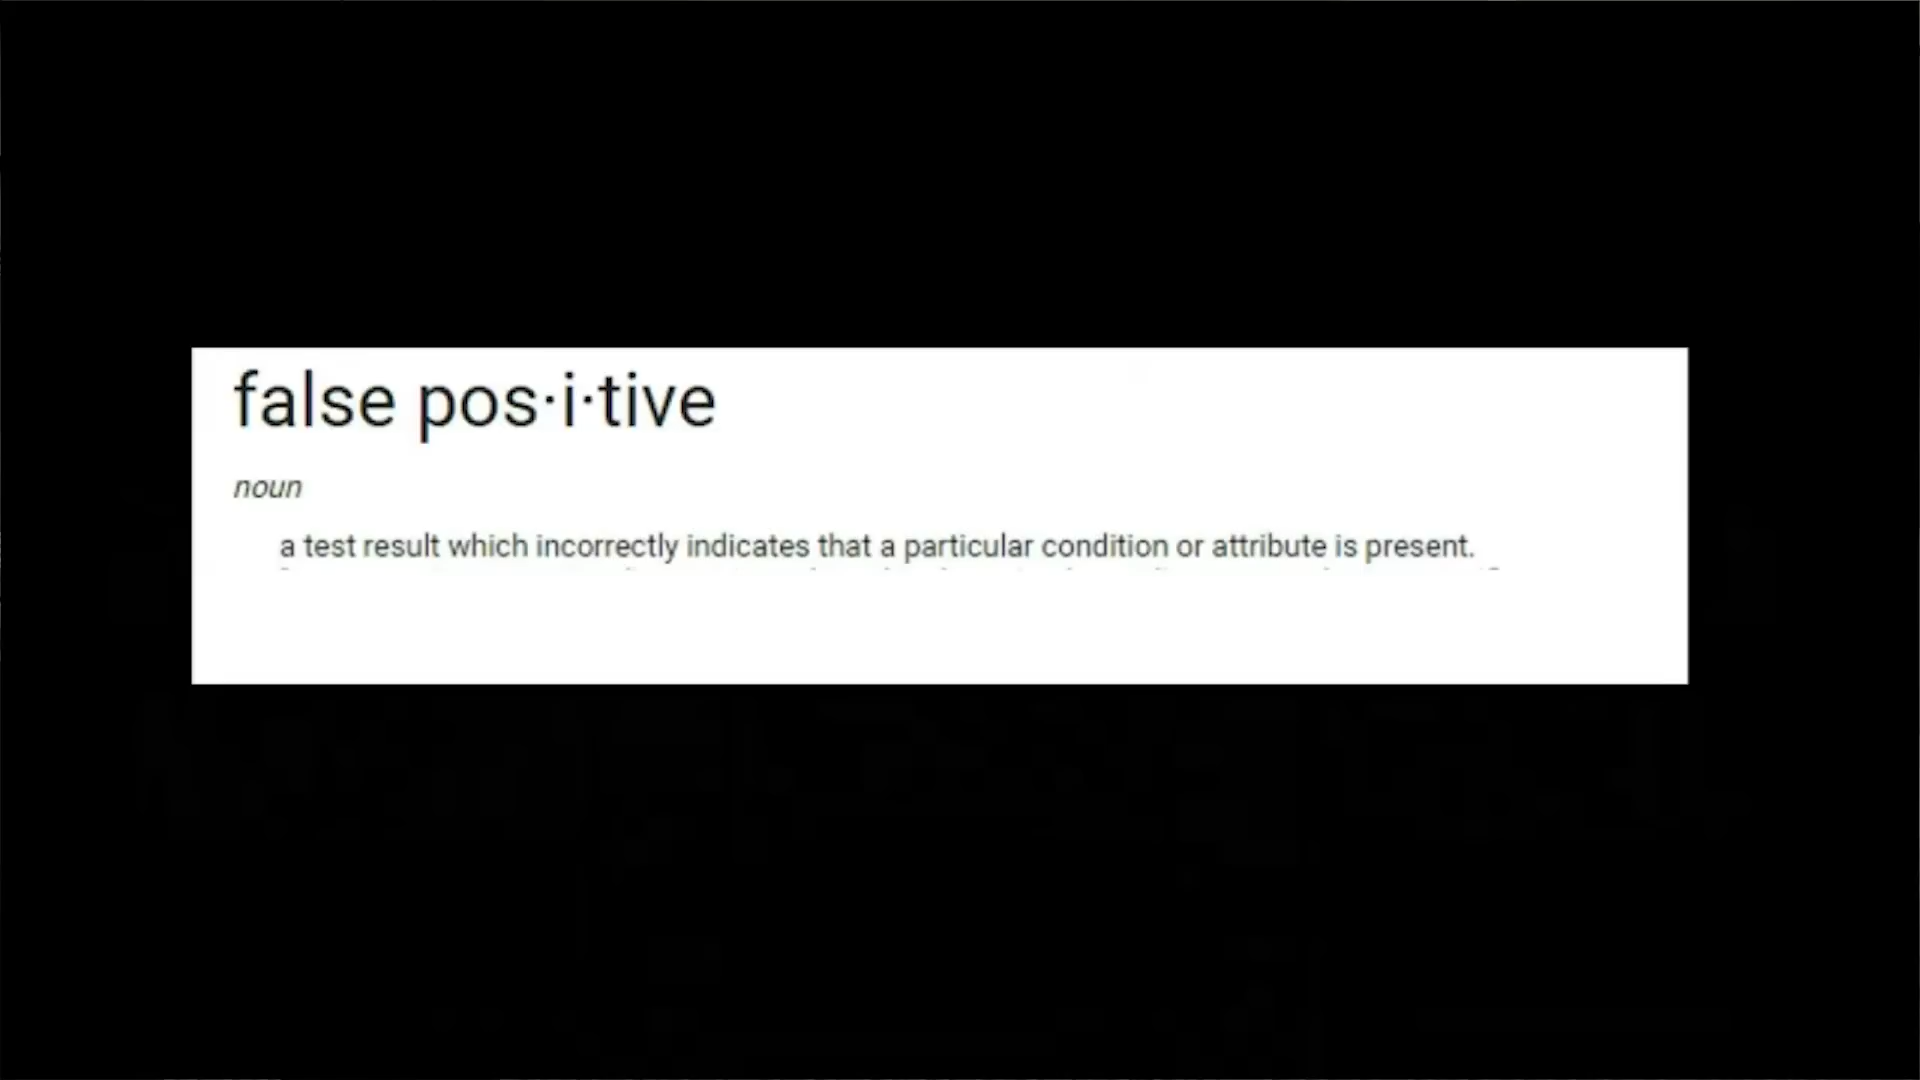 false pos·i·tive
noun
a test result which incorrectly indicates that a particular condition or attribute is present.